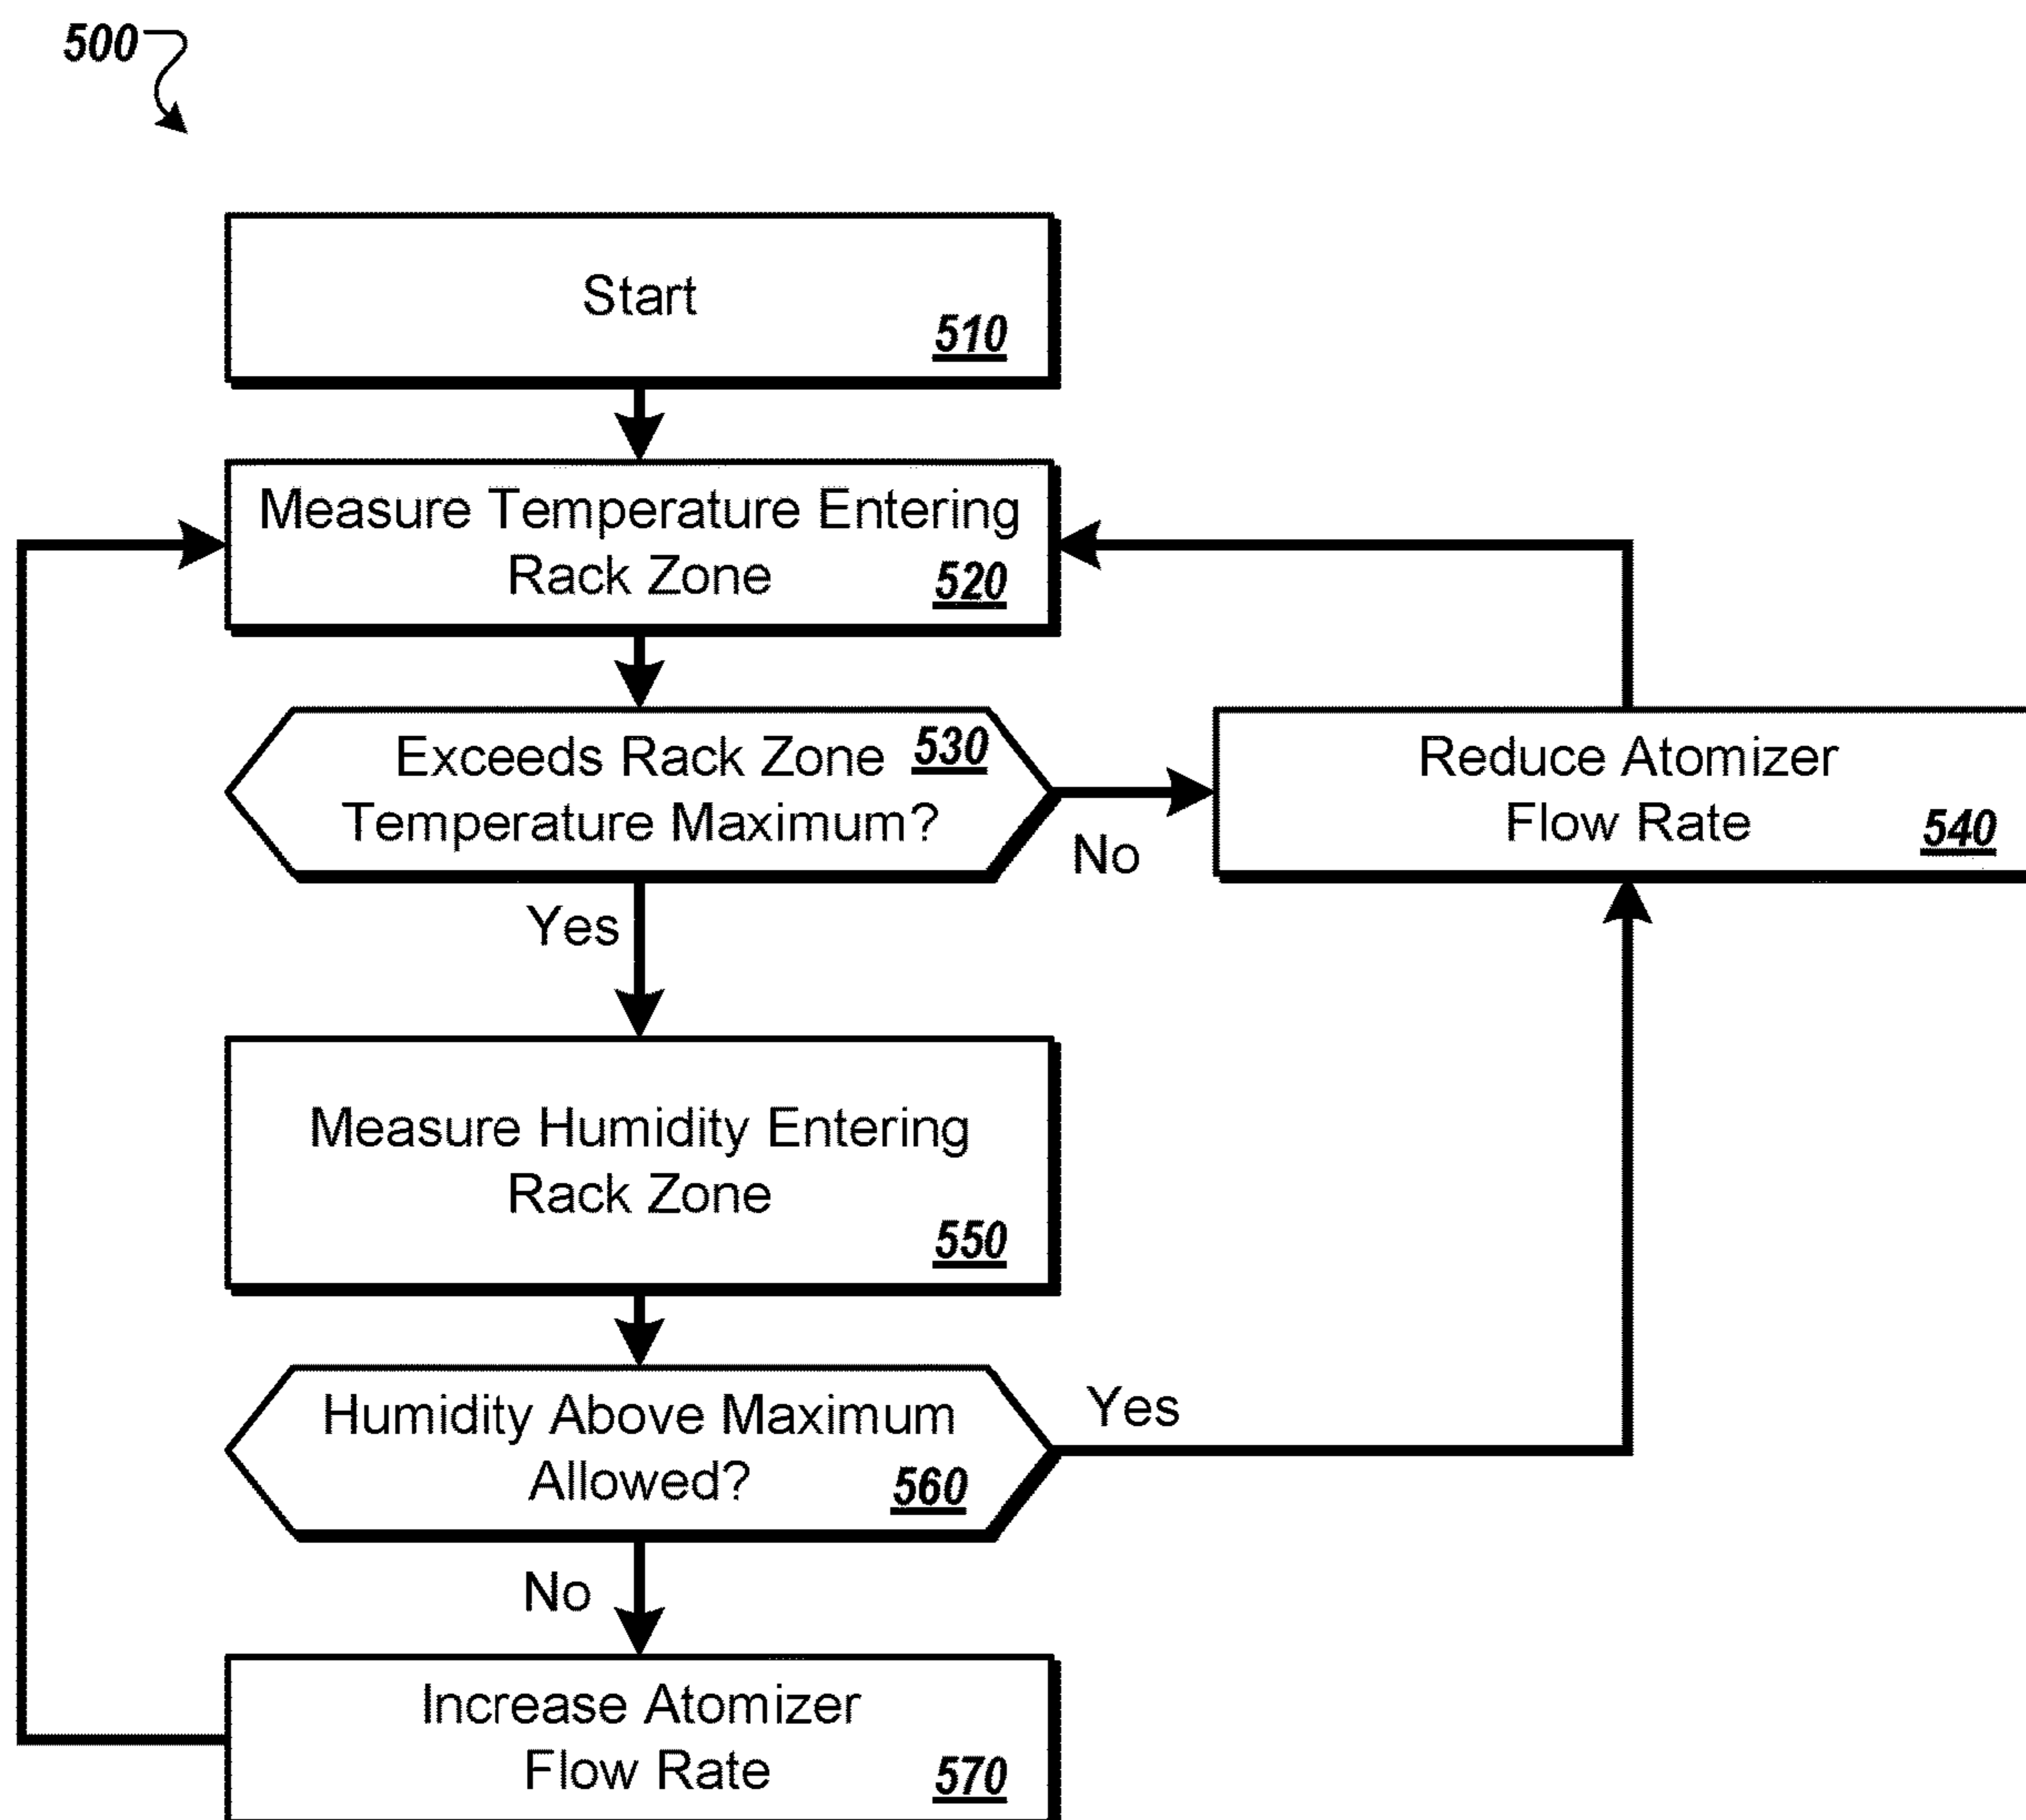 500
Start
510
Measure Temperature Entering
Rack Zone
520
Exceeds Rack Zone
530
Temperature Maximum?
No
Reduce Atomizer
Flow Rate
540
Yes
Measure Humidity Entering
Rack Zone
550
Humidity Above Maximum
Allowed?
560
Yes
No
Increase Atomizer
Flow Rate
570